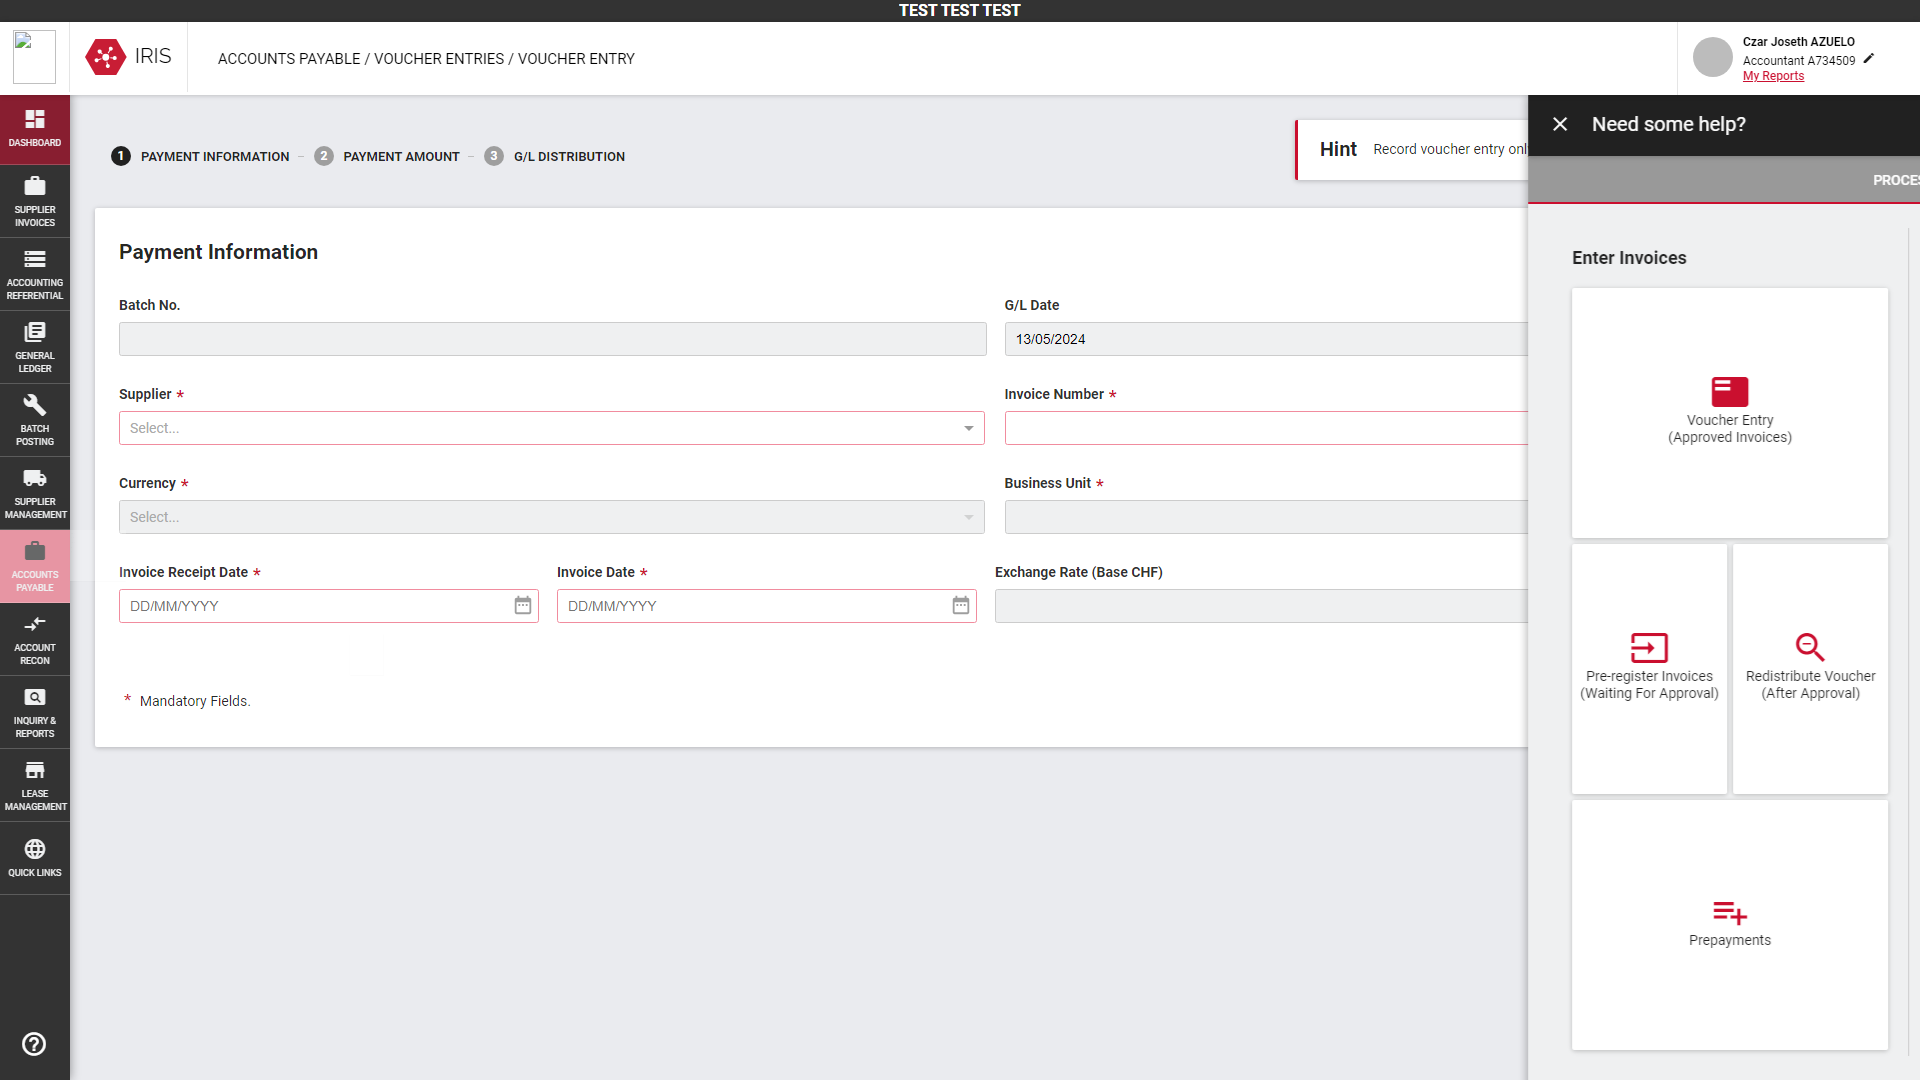 TEST TEST TEST
IRIS
ACCOUNTS PAYABLE / VOUCHER ENTRIES / VOUCHER ENTRY
Czar Joseth AZUELO
Accountant A734509
My Reports
DASHBOARD
SUPPLIER
INVOICES
ACCOUNTING
REFERENTIAL
GENERAL
LEDGER
BATCH
POSTING
SUPPLIER
MANAGEMENT
ACCOUNTS
PAYABLE
ACCOUNT
RECON
INQUIRY &
REPORTS
LEASE
MANAGEMENT
QUICK LINKS
1 PAYMENT INFORMATION – 2 PAYMENT AMOUNT – 3 G/L DISTRIBUTION
Hint Record voucher entry onl
Payment Information
Batch No.
G/L Date
13/05/2024
Supplier *
Invoice Number *
Select...
Currency *
Business Unit *
Select...
Invoice Receipt Date *
Invoice Date *
Exchange Rate (Base CHF)
DD/MM/YYYY
DD/MM/YYYY
* Mandatory Fields.
Need some help?
PROCES
Enter Invoices
Voucher Entry
(Approved Invoices)
Pre-register Invoices
(Waiting For Approval)
Redistribute Voucher
(After Approval)
Prepayments